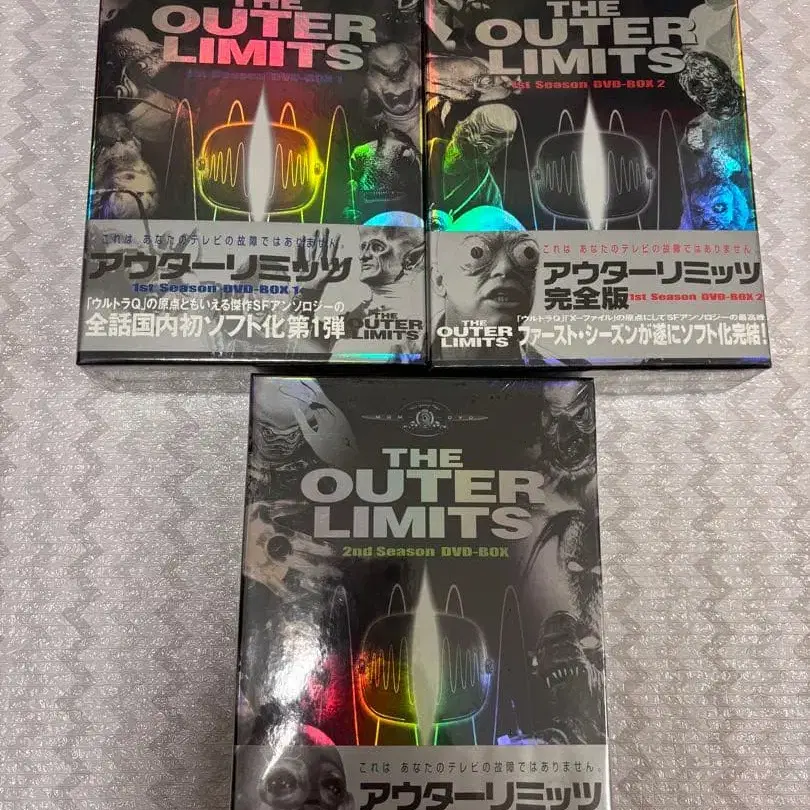 THE
OUTER
LIMITS
1st Season DVD-BOX 1
これは あなたのテレビの故障ではありません。
アウターリミッツ
1st Season DVD-BOX 1
「ウルトラQ」の原点ともいえる傑作SFアンソロジーの
全話国内初ソフト化第1弾
THE
OUTER
LIMITS
THE
OUTER
LIMITS
1st Season DVD-BOX 2
これは あなたのテレビの故障ではありません
アウターリミッツ
完全版 1st Season DVD-BOX 2
「ウルトラQ」「X-ファイル」の原点にしてSFアンソロジーの最高峰
ファースト・シーズンが遂にソフト化完結!
THE
OUTER
LIMITS
MGM DVD
THE
OUTER
LIMITS
2nd Season DVD-BOX
これは あなたのテレビの故障ではありません。
アウターリミッツ